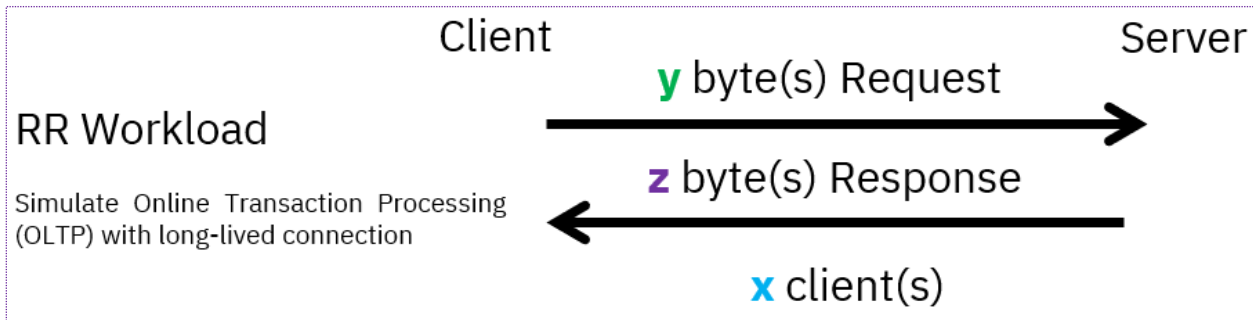 Client
Server
y byte(s) Request
RR Workload
z byte(s) Response
Simulate Online Transaction Processing
(OLTP) with long-lived connection
x client(s)